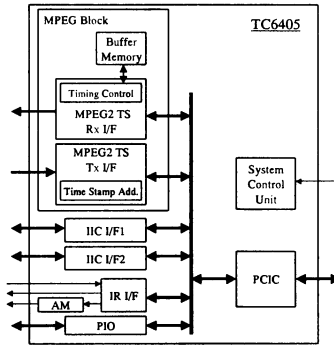 MPEG Block
TC6405
Buffer
Memory
Timing Control
MPEG2 TS
Rx I/F
MPEG2 TS
Tx I/F
Time Stamp Add.
System
Control
Unit
IIC I/F1
IIC I/F2
IR I/F
PCIC
AM
PIO